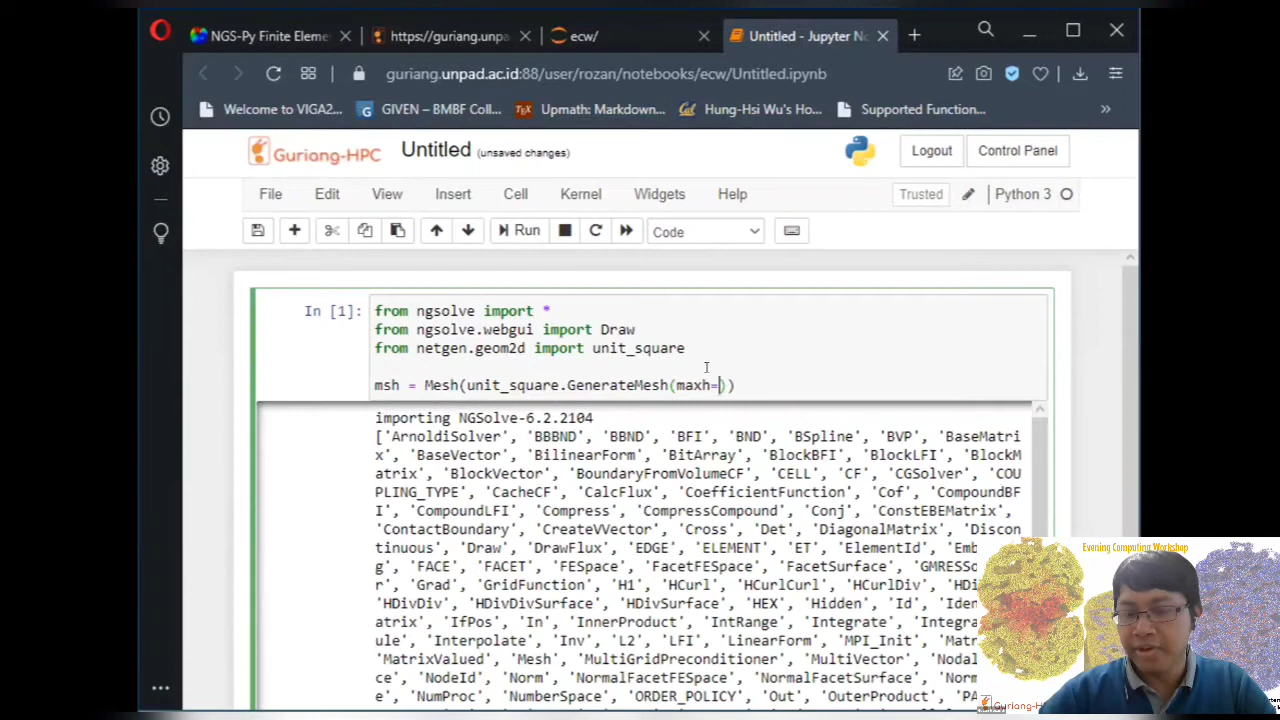 NGS-Py Finite Eleme
https://guriang.unpa
ecw/
Untitled - Jupyter No
guriang.unpad.ac.id:88/user/rozan/notebooks/ecw/Untitled.ipynb
Welcome to VIGA2...
GIVEN – BMBF Coll...
Upmath: Markdown...
Hung-Hsi Wu's Ho...
Supported Function...
Guriang-HPC
Untitled (unsaved changes)
Logout
Control Panel
File Edit View Insert Cell Kernel Widgets Help
Trusted
Python 3
Run
Code
In [1]:
from ngsolve import *
from ngsolve.webgui import Draw
from netgen.geom2d import unit_square
msh = Mesh(unit_square.GenerateMesh(maxh=))
importing NGSolve-6.2.2104
['ArnoldiSolver', 'BBBND', 'BBND', 'BFI', 'BND', 'BSpline', 'BVP', 'BaseMatri
x', 'BaseVector', 'BilinearForm', 'BitArray', 'BlockBFI', 'BlockLFI', 'BlockM
atrix', 'BlockVector', 'BoundaryFromVolumeCF', 'CELL', 'CF', 'CGSolver', 'COU
PLING_TYPE', 'CacheCF', 'CalcFlux', 'CoefficientFunction', 'Cof', 'CompoundBF
I', 'CompoundLFI', 'Compress', 'CompressCompound', 'Conj', 'ConstEBEMatrix',
'ContactBoundary', 'CreateVVector', 'Cross', 'Det', 'DiagonalMatrix', 'Discon
tinuous', 'Draw', 'DrawFlux', 'EDGE', 'ELEMENT', 'ET', 'ElementId', 'Emb
g', 'FACE', 'FACET', 'FESpace', 'FacetFESpace', 'FacetSurface', 'GMRESSo
r', 'Grad', 'GridFunction', 'H1', 'HCurl', 'HCurlCurl', 'HCurlDiv', 'HDi
'HDivDiv', 'HDivDivSurface', 'HDivSurface', 'HEX', 'Hidden', 'Id', 'Iden
atrix', 'IfPos', 'In', 'InnerProduct', 'IntRange', 'Integrate', 'Integra
ule', 'Interpolate', 'Inv', 'L2', 'LFI', 'LinearForm', 'MPI_Init', 'Mat
'MatrixValued', 'Mesh', 'MultiGridPreconditioner', 'MultiVector', 'Nodal
ce', 'NodeId', 'Norm', 'NormalFacetFESpace', 'NormalFacetSurface', 'Norm
e', 'NumProc', 'NumberSpace', 'ORDER_POLICY', 'Out', 'OuterProduct', 'PA
Evening Computing Workshop